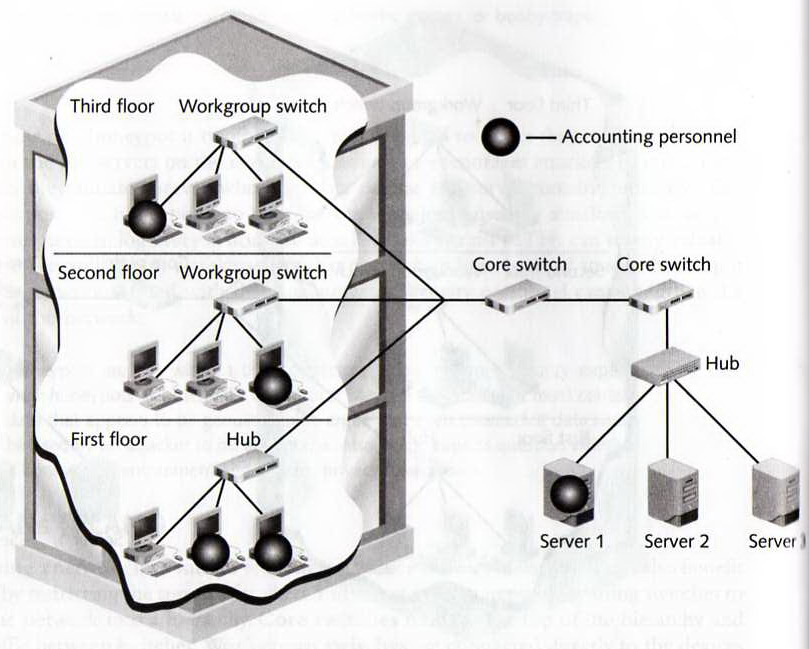 Third floor Workgroup switch
Accounting personnel
Second floor Workgroup switch
Core switch Core switch
Hub
First floor Hub
Server 1 Server 2 Server